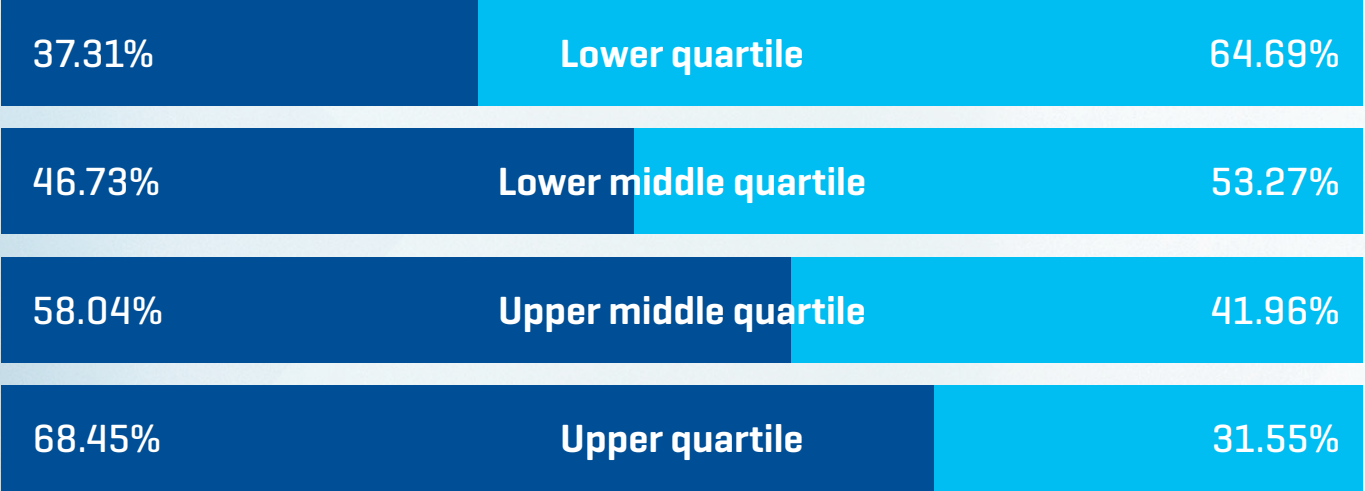 37.31% Lower quartile 64.69%
46.73% Lower middle quartile 53.27%
58.04% Upper middle quartile 41.96%
68.45% Upper quartile 31.55%